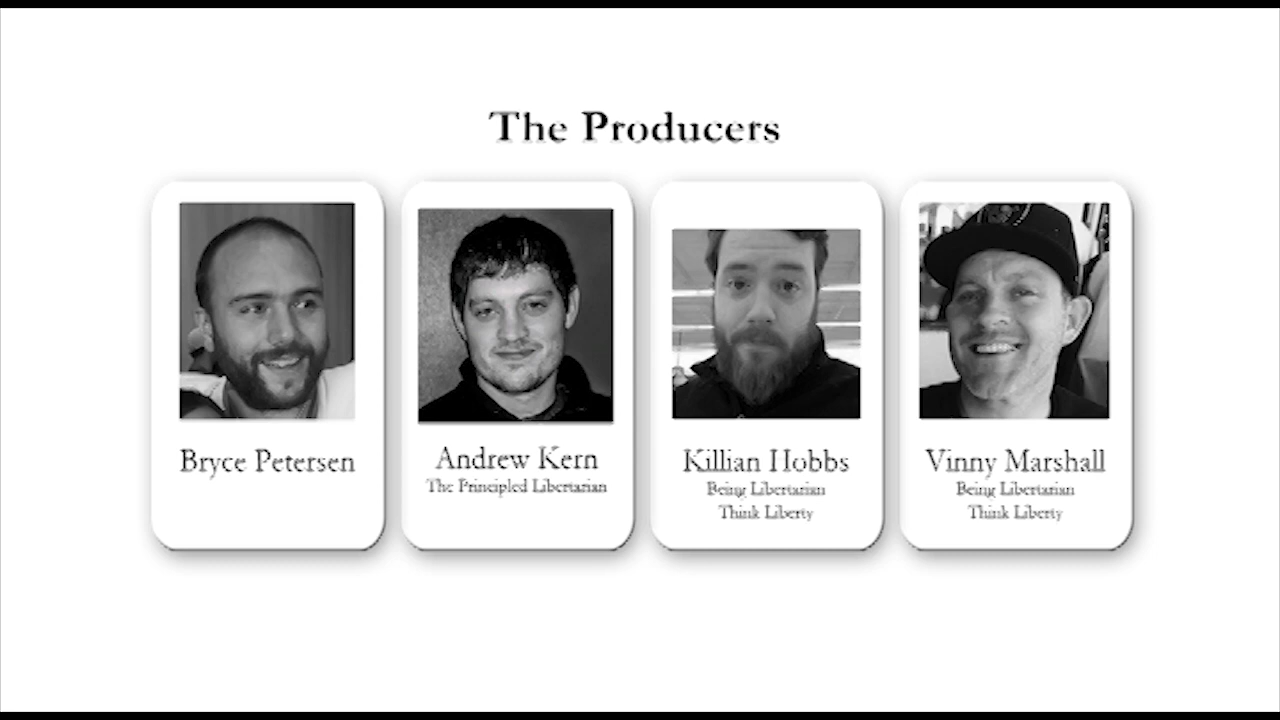 The Producers
Bryce Petersen
Andrew Kern
The Principled Libertarian
Killian Hobbs
Being Libertarian
Think Liberty
Vinny Marshall
Being Libertarian
Think Liberty